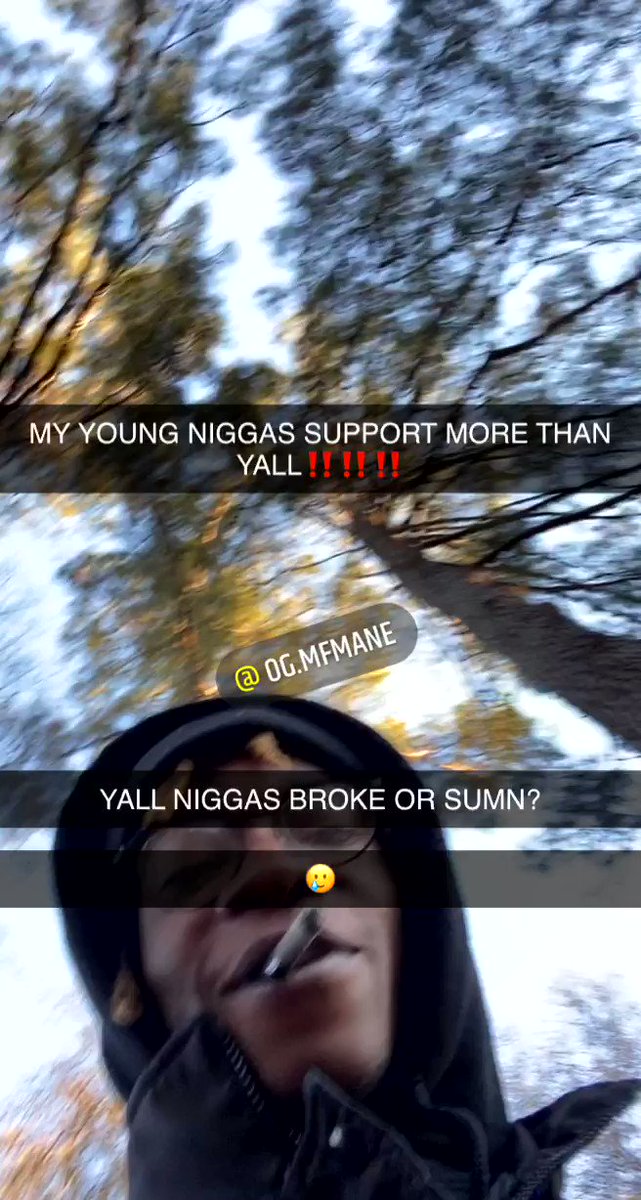 MY YOUNG NIGGAS SUPPORT MORE THAN
YALL‼️‼️‼️
@ OG.MFMANE
YALL NIGGAS BROKE OR SUMN?
🥲